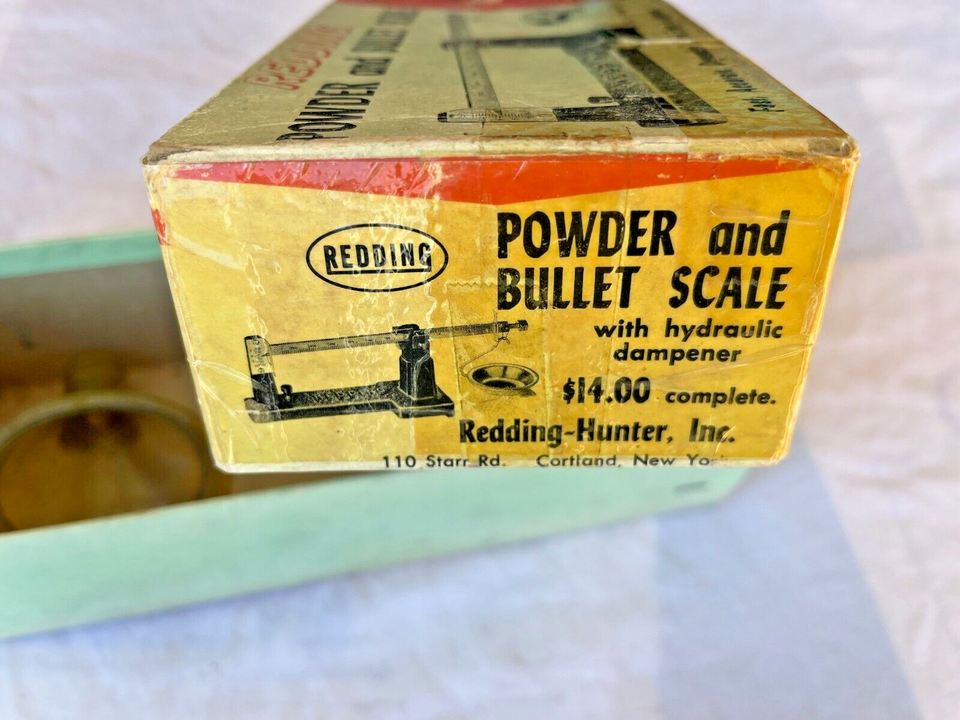 REDDING
POWDER and BULLET
REDDING
POWDER and
BULLET SCALE
with hydraulic
dampener
$14.00 complete.
Redding-Hunter, Inc.
110 Starr Rd. Cortland, New